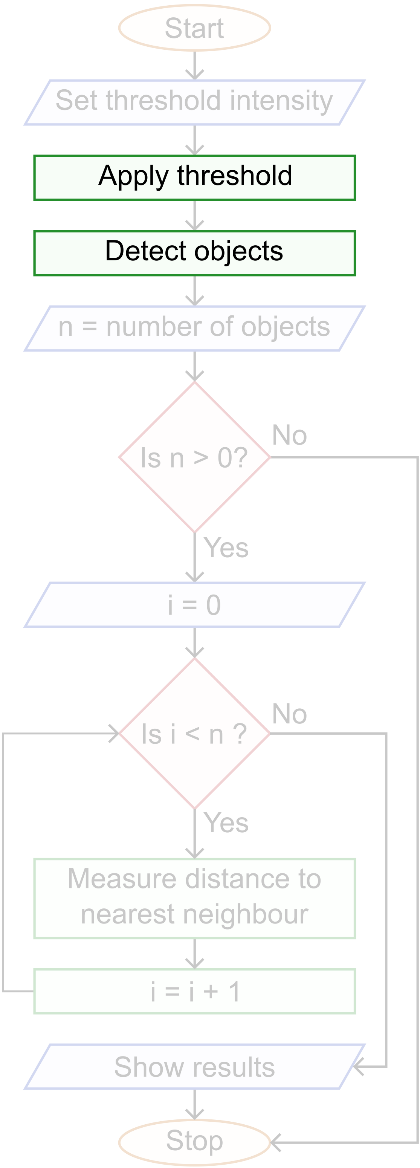 Start
Set threshold intensity
Apply threshold
Detect objects
n = number of objects
Is n > 0?
No
Yes
i = 0
Is i < n ?
No
Yes
Measure distance to
nearest neighbour
i = i + 1
Show results
Stop